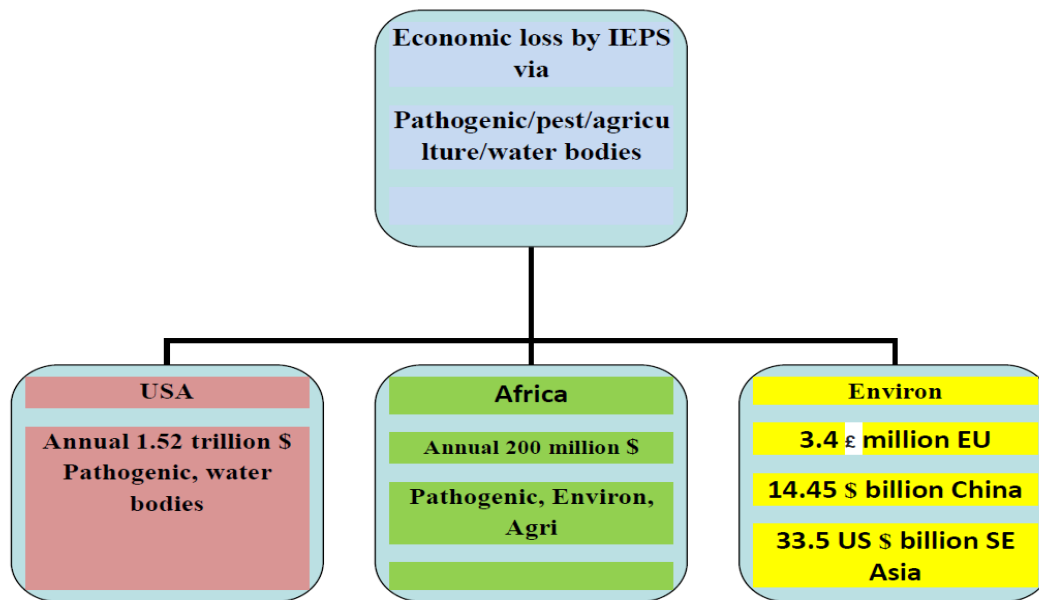 Economic loss by IEPS
via
Pathogenic/pest/agricu
lture/water bodies
USA
Annual 1.52 trillion $
Pathogenic, water
bodies
Africa
Annual 200 million $
Pathogenic, Environ,
Agri
Environ
3.4 £ million EU
14.45 $ billion China
33.5 US $ billion SE
Asia